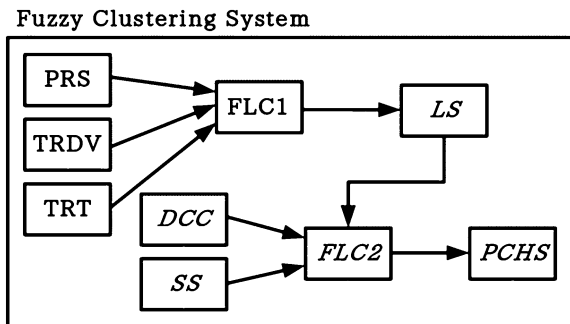 Fuzzy Clustering System
PRS
TRDV
TRT
FLC1
LS
DCC
SS
FLC2
PCHS